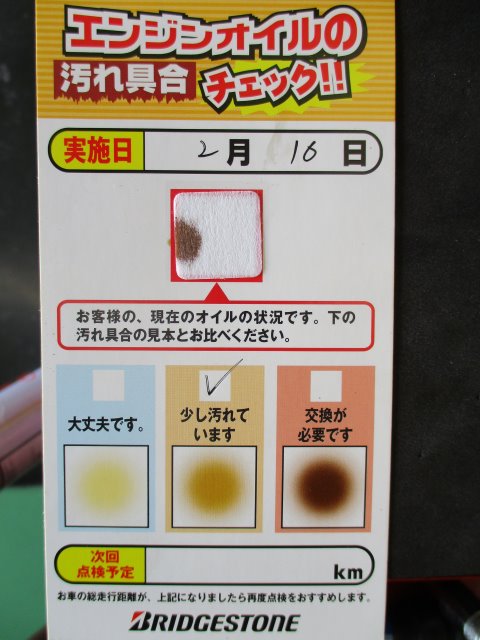 エンジンオイルの
汚れ具合 チェック!!
実施日 2月 16日
お客様の、現在のオイルの状況です。下の
汚れ具合の見本とお比べください。
大丈夫です。
少し汚れて
います
交換が
必要です
次回
点検予定
km
お車の総走行距離が、上記になりましたら再度点検をおすすめします。
BRIDGESTONE